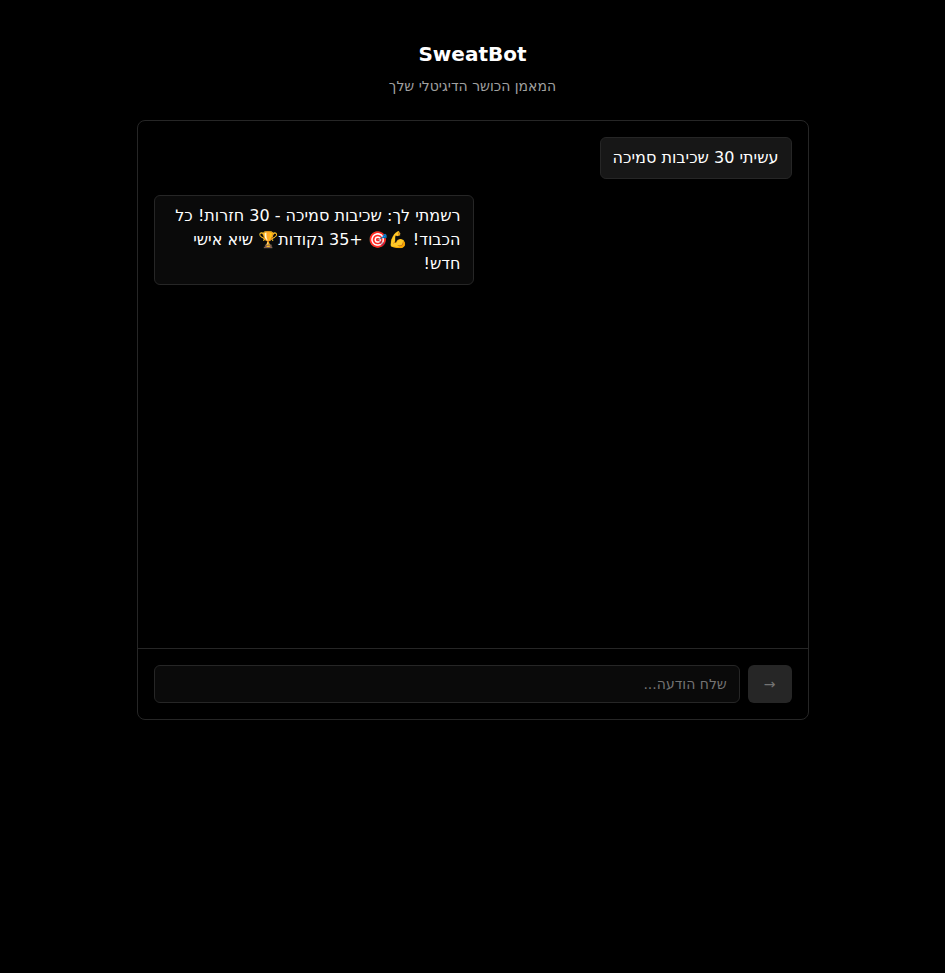 SweatBot
המאמן הכושר הדיגיטלי שלך
עשיתי 30 שכיבות סמיכה
רשמתי לך: שכיבות סמיכה - 30 חזרות! כל
הכבוד! 💪🎯 +35 נקודות🏆 שיא אישי
חדש!
→
שלח הודעה...